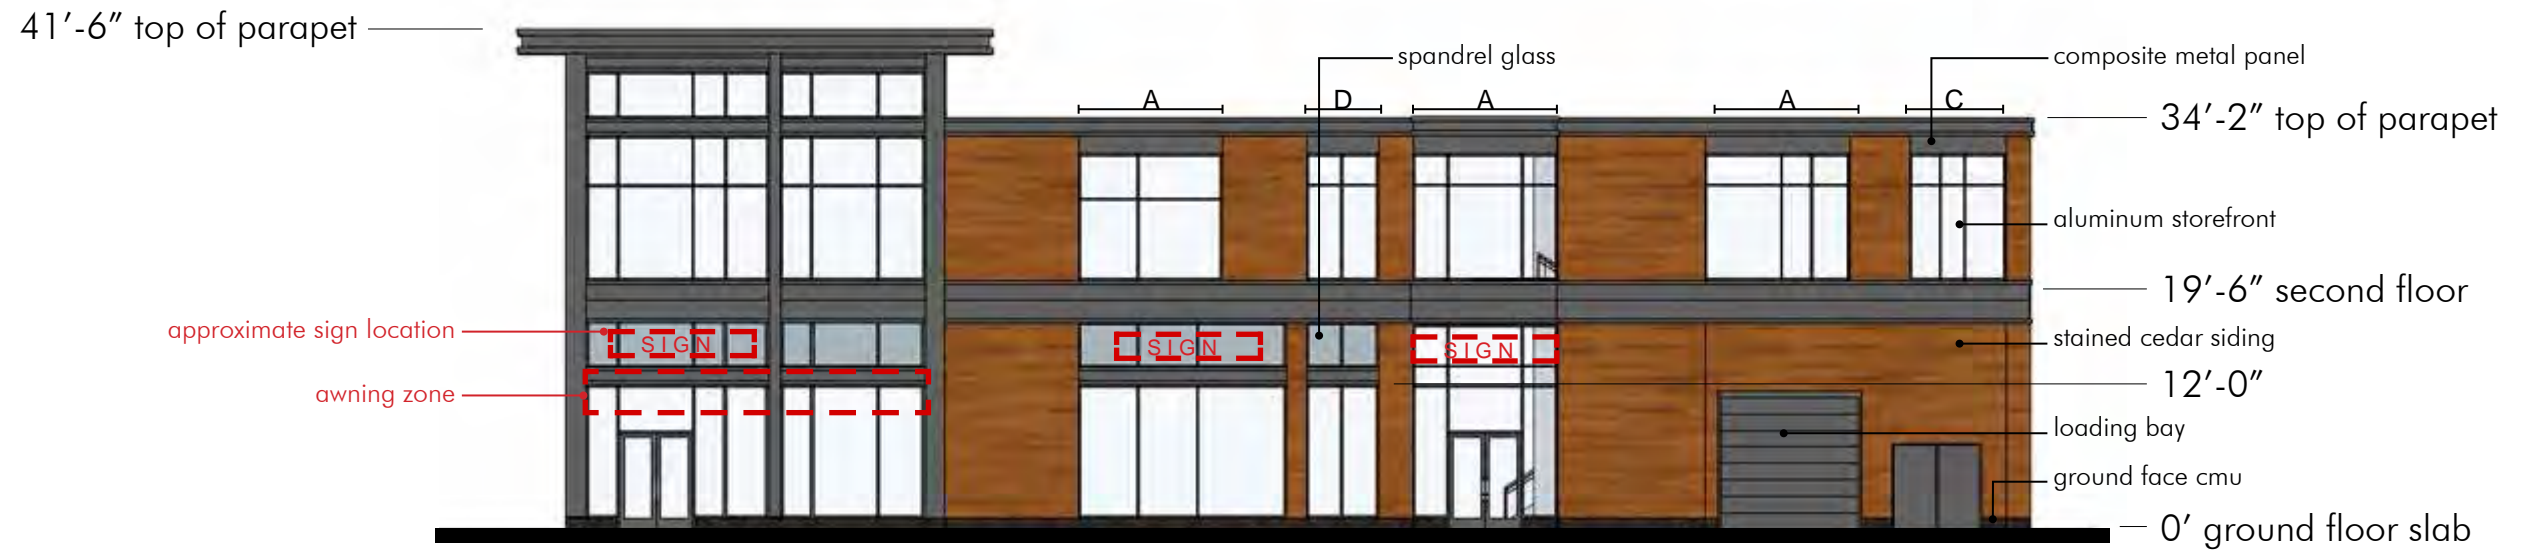 41'-6" top of parapet
spandrel glass
composite metal panel
A
D
A
A
C
34'-2" top of parapet
aluminum storefront
19'-6" second floor
approximate sign location
SIGN
SIGN
SIGN
stained cedar siding
12'-0"
awning zone
loading bay
ground face cmu
0' ground floor slab